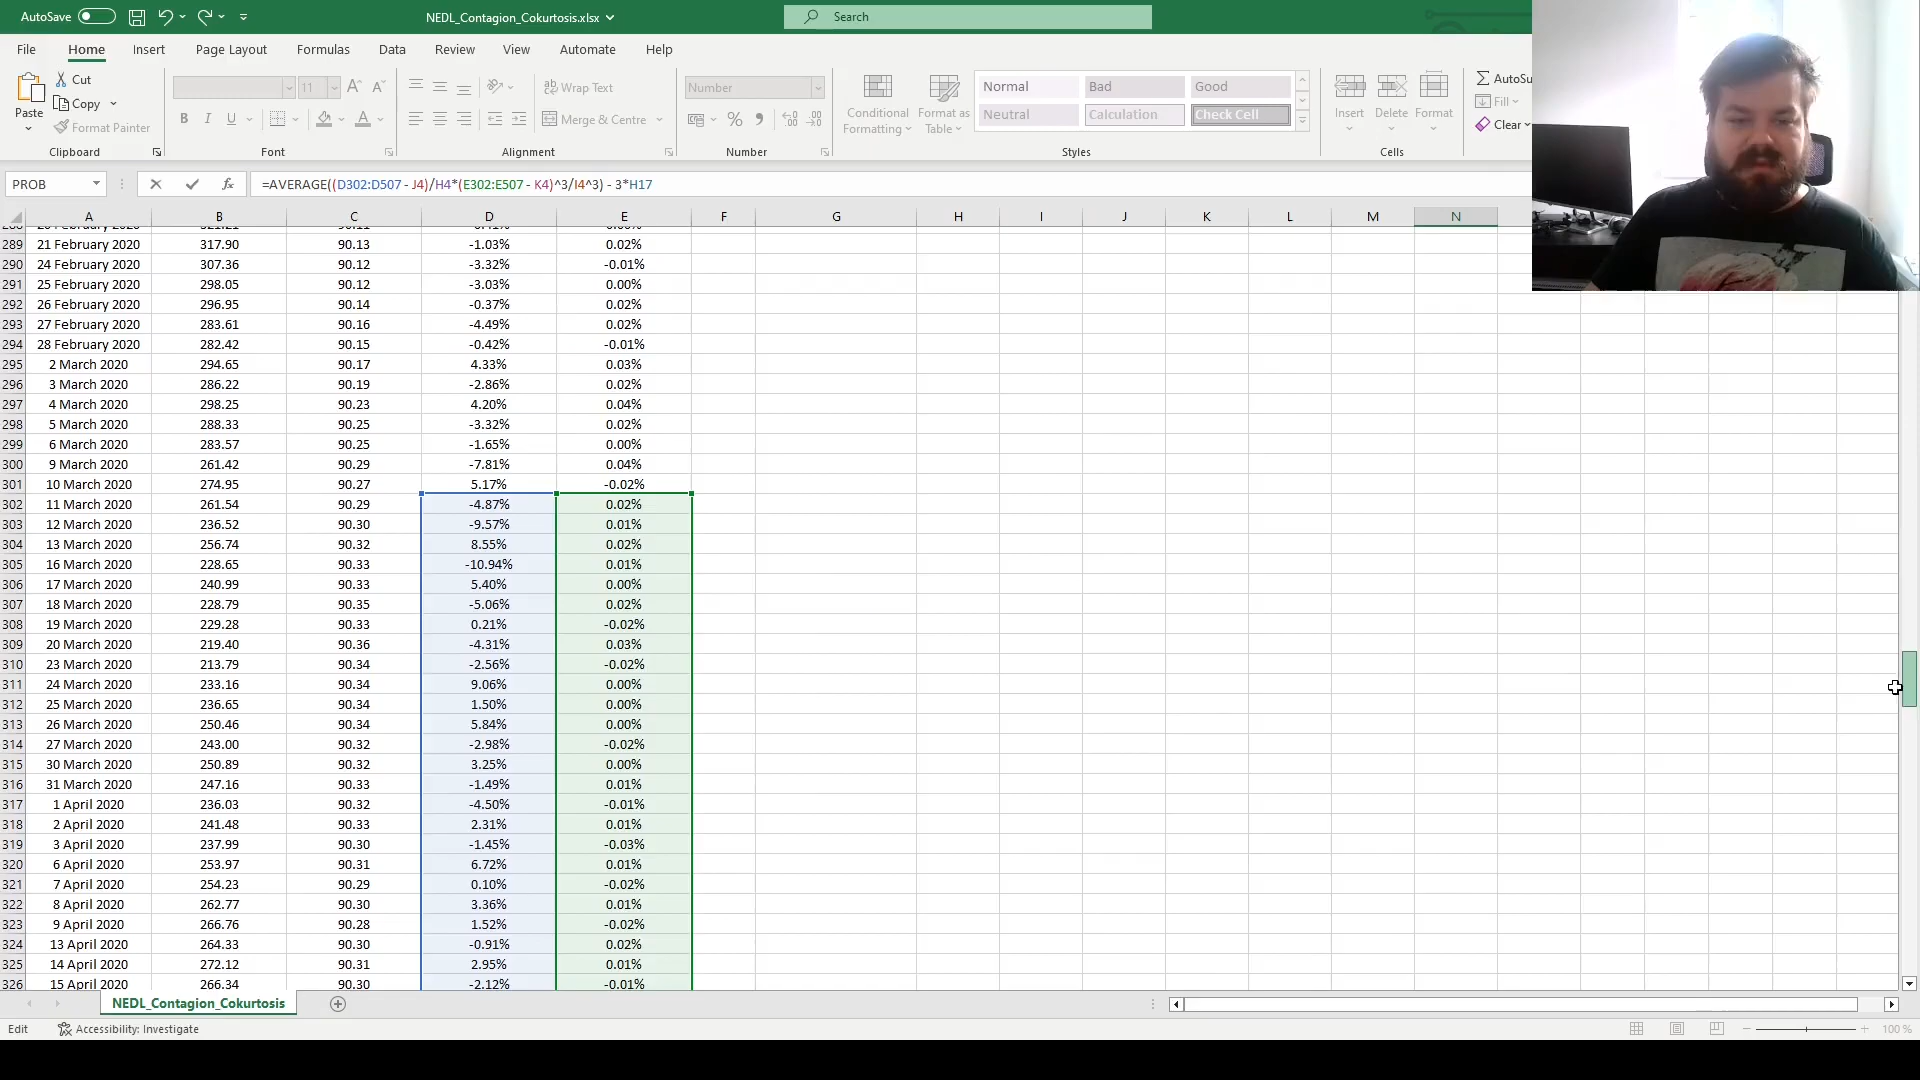 AutoSave
NEDL_Contagion_Cokurtosis.xlsx
Search
File Home Insert Page Layout Formulas Data Review View Automate Help
Paste
Cut
Copy
Format Painter
Clipboard
11
B I U
Font
Wrap Text
Merge & Centre
Alignment
Number
%
Number
Conditional Formatting
Format as Table
Normal Bad Good
Neutral Calculation Check Cell
Styles
Insert Delete Format
Cells
AutoSu
Fill
Clear
PROB
=AVERAGE((D302:D507 - J4)/H4*(E302:E507 - K4)^3/I4^3) - 3*H17
A B C D E F G H I J K L M N
289 21 February 2020 317.90 90.13 -1.03% 0.02%
290 24 February 2020 307.36 90.12 -3.32% -0.01%
291 25 February 2020 298.05 90.12 -3.03% 0.00%
292 26 February 2020 296.95 90.14 -0.37% 0.02%
293 27 February 2020 283.61 90.16 -4.49% 0.02%
294 28 February 2020 282.42 90.15 -0.42% -0.01%
295 2 March 2020 294.65 90.17 4.33% 0.03%
296 3 March 2020 286.22 90.19 -2.86% 0.02%
297 4 March 2020 298.25 90.23 4.20% 0.04%
298 5 March 2020 288.33 90.25 -3.32% 0.02%
299 6 March 2020 283.57 90.25 -1.65% 0.00%
300 9 March 2020 261.42 90.29 -7.81% 0.04%
301 10 March 2020 274.95 90.27 5.17% -0.02%
302 11 March 2020 261.54 90.29 -4.87% 0.02%
303 12 March 2020 236.52 90.30 -9.57% 0.01%
304 13 March 2020 256.74 90.32 8.55% 0.02%
305 16 March 2020 228.65 90.33 -10.94% 0.01%
306 17 March 2020 240.99 90.33 5.40% 0.00%
307 18 March 2020 228.79 90.35 -5.06% 0.02%
308 19 March 2020 229.28 90.33 0.21% -0.02%
309 20 March 2020 219.40 90.36 -4.31% 0.03%
310 23 March 2020 213.79 90.34 -2.56% -0.02%
311 24 March 2020 233.16 90.34 9.06% 0.00%
312 25 March 2020 236.65 90.34 1.50% 0.00%
313 26 March 2020 250.46 90.34 5.84% 0.00%
314 27 March 2020 243.00 90.32 -2.98% -0.02%
315 30 March 2020 250.89 90.32 3.25% 0.00%
316 31 March 2020 247.16 90.33 -1.49% 0.01%
317 1 April 2020 236.03 90.32 -4.50% -0.01%
318 2 April 2020 241.48 90.33 2.31% 0.01%
319 3 April 2020 237.99 90.30 -1.45% -0.03%
320 6 April 2020 253.97 90.31 6.72% 0.01%
321 7 April 2020 254.23 90.29 0.10% -0.02%
322 8 April 2020 262.77 90.30 3.36% 0.01%
323 9 April 2020 266.76 90.28 1.52% -0.02%
324 13 April 2020 264.33 90.30 -0.91% 0.02%
325 14 April 2020 272.12 90.31 2.95% 0.01%
326 15 April 2020 266.34 90.30 -2.12% -0.01%
NEDL_Contagion_Cokurtosis
Edit Accessibility: Investigate
100 %